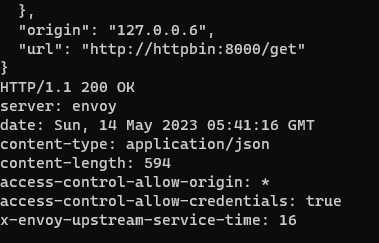 },
"origin": "127.0.0.6",
"url": "http://httpbin:8000/get"
}
HTTP/1.1 200 OK
server: envoy
date: Sun, 14 May 2023 05:41:16 GMT
content-type: application/json
content-length: 594
access-control-allow-origin: *
access-control-allow-credentials: true
x-envoy-upstream-service-time: 16